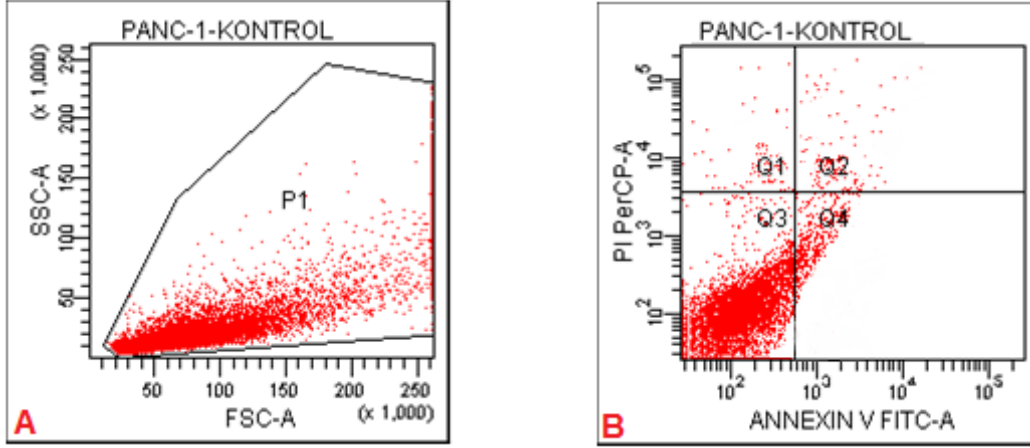 PANC-1-KONTROL
SSC-A
(x 1,000)
250
200
150
100
50
P1
50 100 150 200 250
(x 1,000)
FSC-A
A
PANC-1-KONTROL
PI PerCP-A
10^5
10^4
10^3
10^2
Q1 Q2
Q3 Q4
10^2 10^3 10^4 10^5
ANNEXIN V FITC-A
B